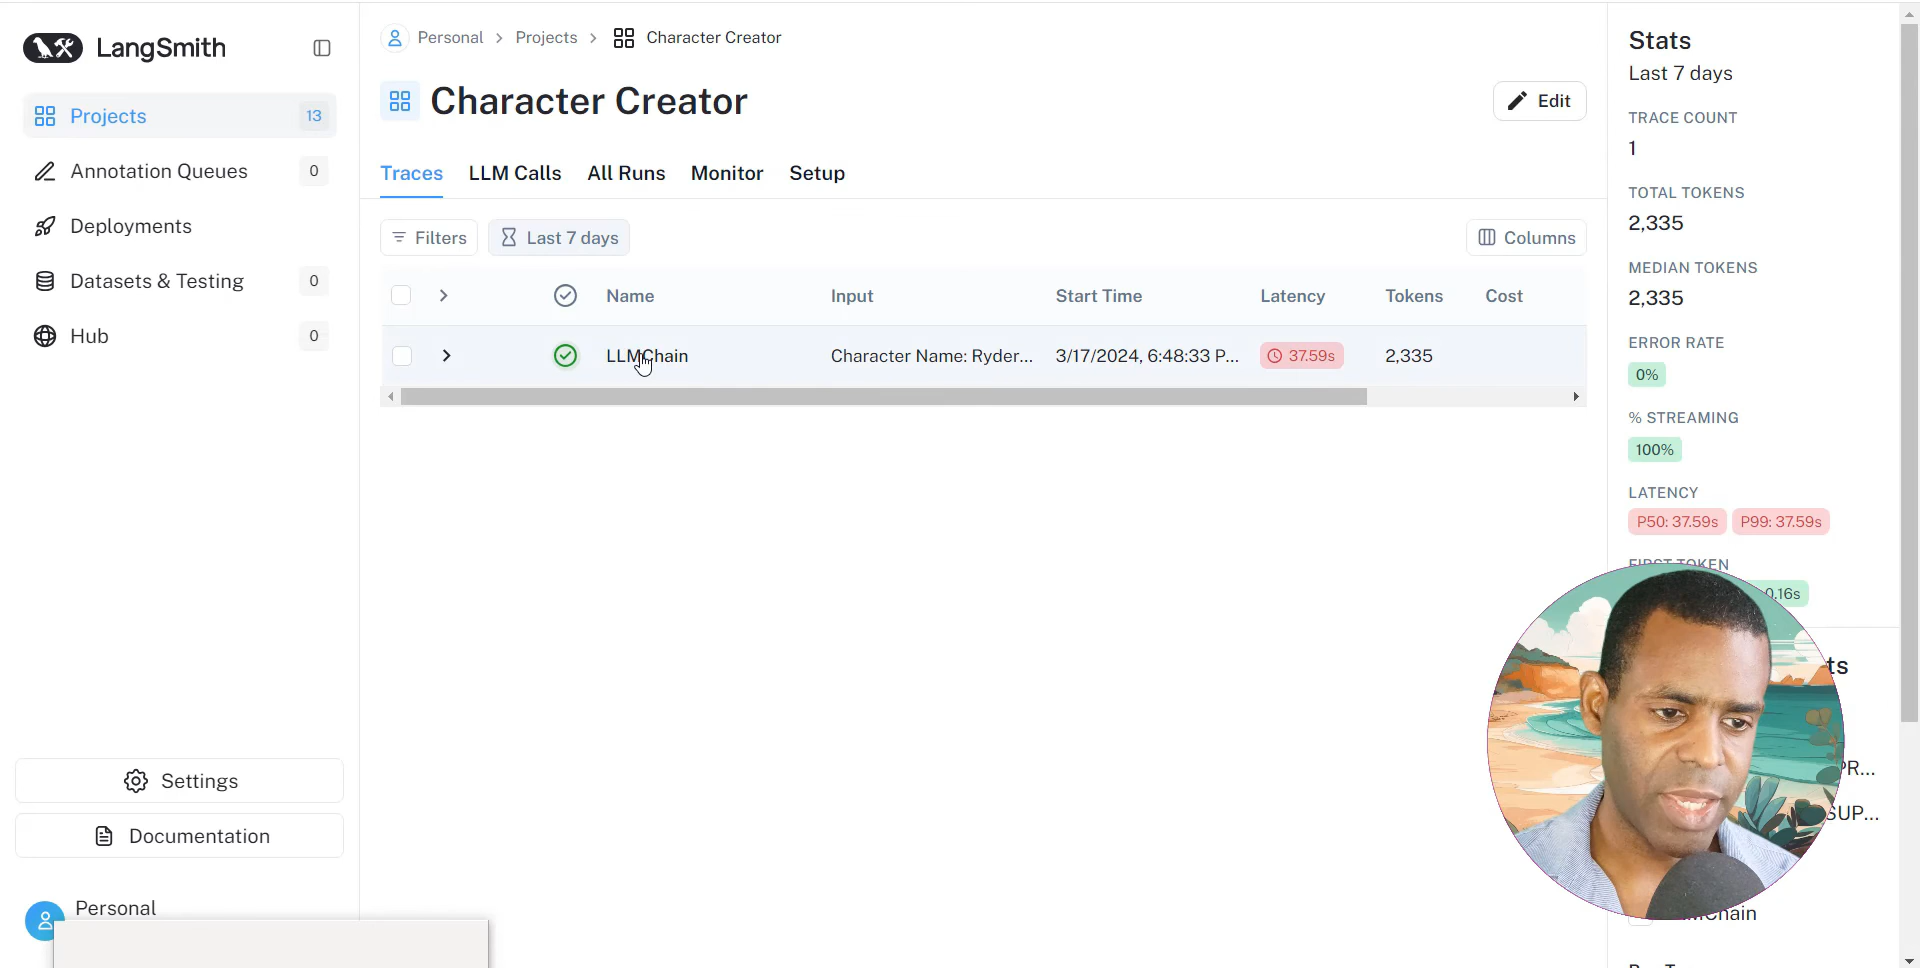 LangSmith
Projects 13
Annotation Queues 0
Deployments
Datasets & Testing 0
Hub 0
Settings
Documentation
Personal
Personal > Projects > Character Creator
Character Creator
Edit
Traces LLM Calls All Runs Monitor Setup
Filters Last 7 days Columns
Name Input Start Time Latency Tokens Cost
LLMChain Character Name: Ryder... 3/17/2024, 6:48:33 P... 37.59s 2,335
Stats
Last 7 days
TRACE COUNT
1
TOTAL TOKENS
2,335
MEDIAN TOKENS
2,335
ERROR RATE
0%
% STREAMING
100%
LATENCY
P50: 37.59s P99: 37.59s
FIRST TOKEN
0.16s